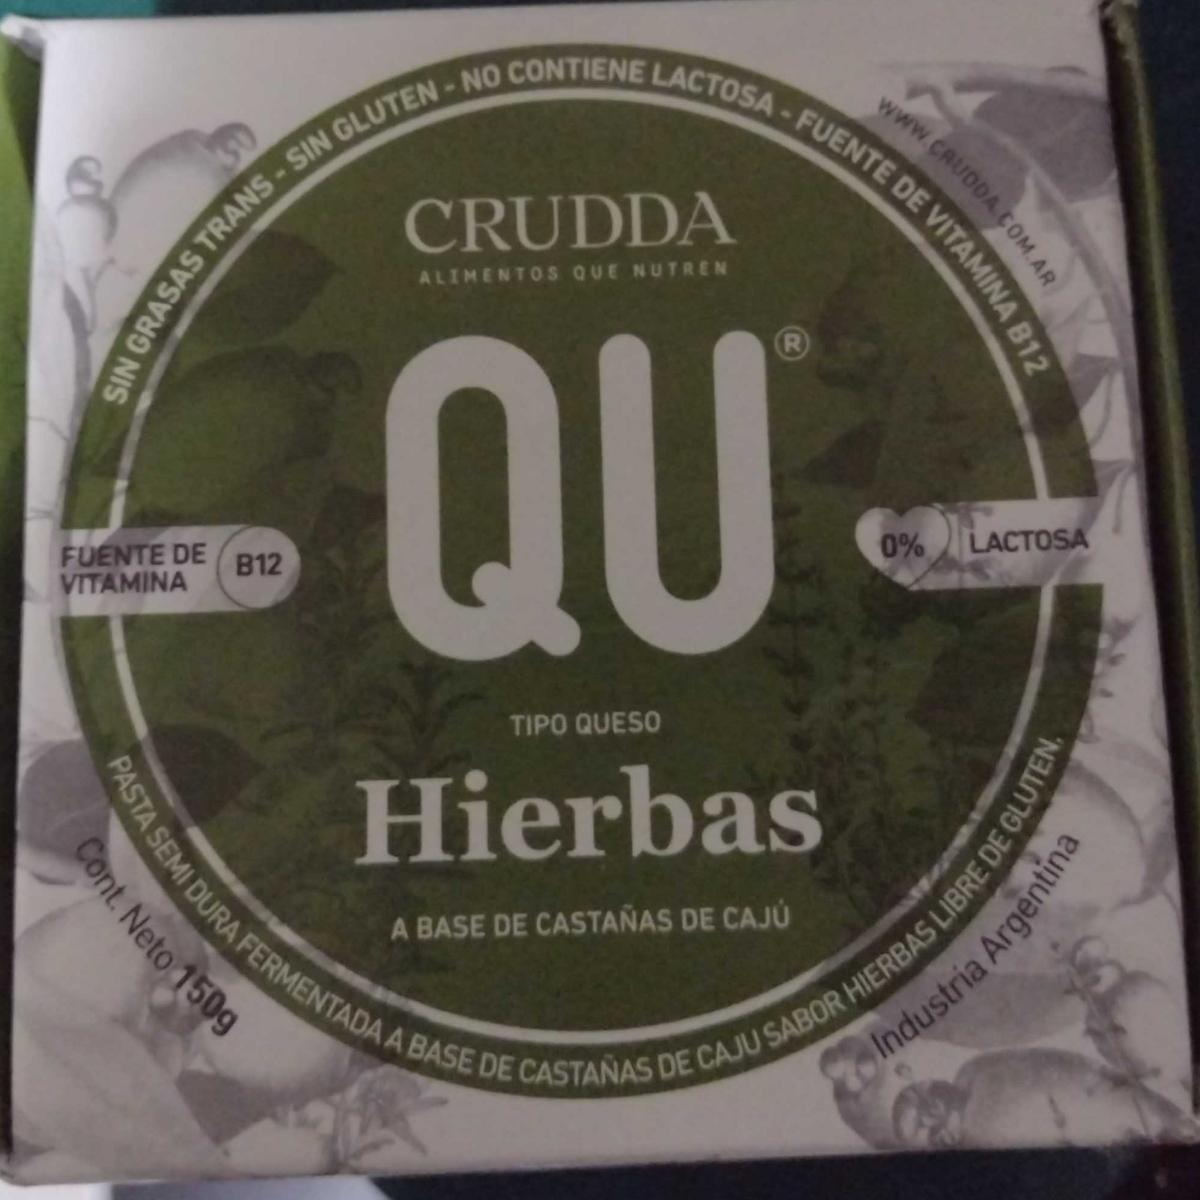 SIN GRASAS TRANS - SIN GLUTEN - NO CONTIENE LACTOSA - FUENTE DE VITAMINA B12
WWW.CRUDDA.COM.AR
CRUDDA
ALIMENTOS QUE NUTREN
QU®
FUENTE DE
VITAMINA
B12
0%
LACTOSA
TIPO QUESO
Hierbas
A BASE DE CASTAÑAS DE CAJÚ
PASTA SEMI DURA FERMENTADA A BASE DE CASTAÑAS DE CAJU SABOR HIERBAS LIBRE DE GLUTEN.
Cont. Neto 150g
Industria Argentina